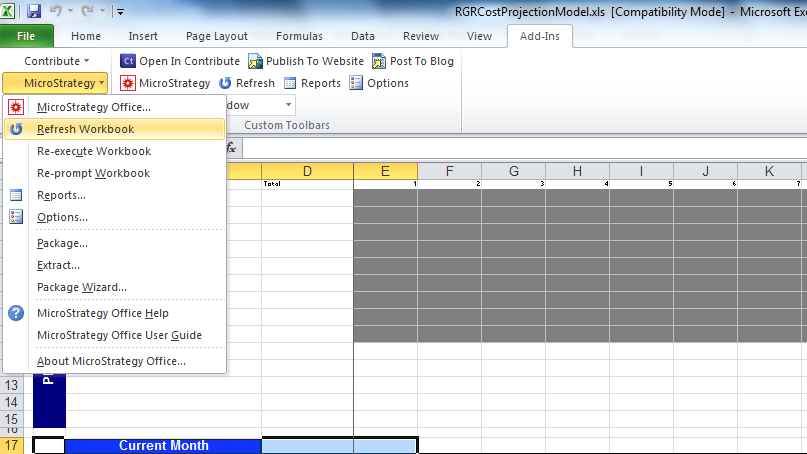 RGRCostProjectionModel.xls [Compatibility Mode] - Microsoft Exc
File Home Insert Page Layout Formulas Data Review View Add-Ins
Contribute Ct Open In Contribute Publish To Website Post To Blog
MicroStrategy MicroStrategy Refresh Reports Options
MicroStrategy Office...
Custom Toolbars
Refresh Workbook
fx
Re-execute Workbook
Re-prompt Workbook
D E F G H I J K
Total 1 2 3 4 5 6 7
Reports...
Options...
Package...
Extract...
Package Wizard...
MicroStrategy Office Help
MicroStrategy Office User Guide
About MicroStrategy Office...
13
14
15
16
17 Current Month